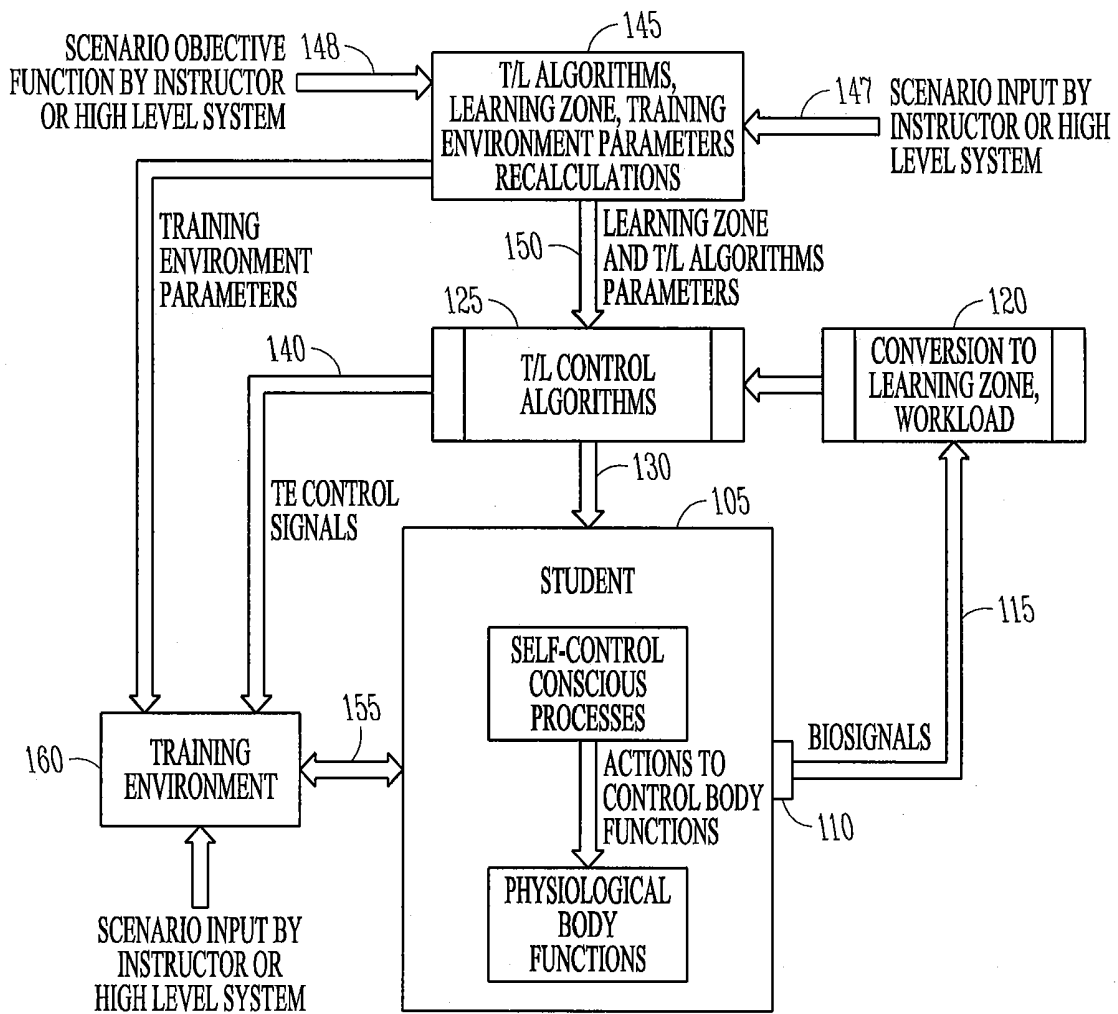 SCENARIO OBJECTIVE
FUNCTION BY INSTRUCTOR
OR HIGH LEVEL SYSTEM
148
145
T/L ALGORITHMS,
LEARNING ZONE, TRAINING
ENVIRONMENT PARAMETERS
RECALCULATIONS
147
SCENARIO INPUT BY
INSTRUCTOR OR HIGH
LEVEL SYSTEM
TRAINING
ENVIRONMENT
PARAMETERS
150
LEARNING ZONE
AND T/L ALGORITHMS
PARAMETERS
125
T/L CONTROL
ALGORITHMS
120
CONVERSION TO
LEARNING ZONE,
WORKLOAD
140
TE CONTROL
SIGNALS
130
105
STUDENT
SELF-CONTROL
CONSCIOUS
PROCESSES
ACTIONS TO
CONTROL BODY
FUNCTIONS
PHYSIOLOGICAL
BODY
FUNCTIONS
115
BIOSIGNALS
110
155
160
TRAINING
ENVIRONMENT
SCENARIO INPUT BY
INSTRUCTOR OR
HIGH LEVEL SYSTEM